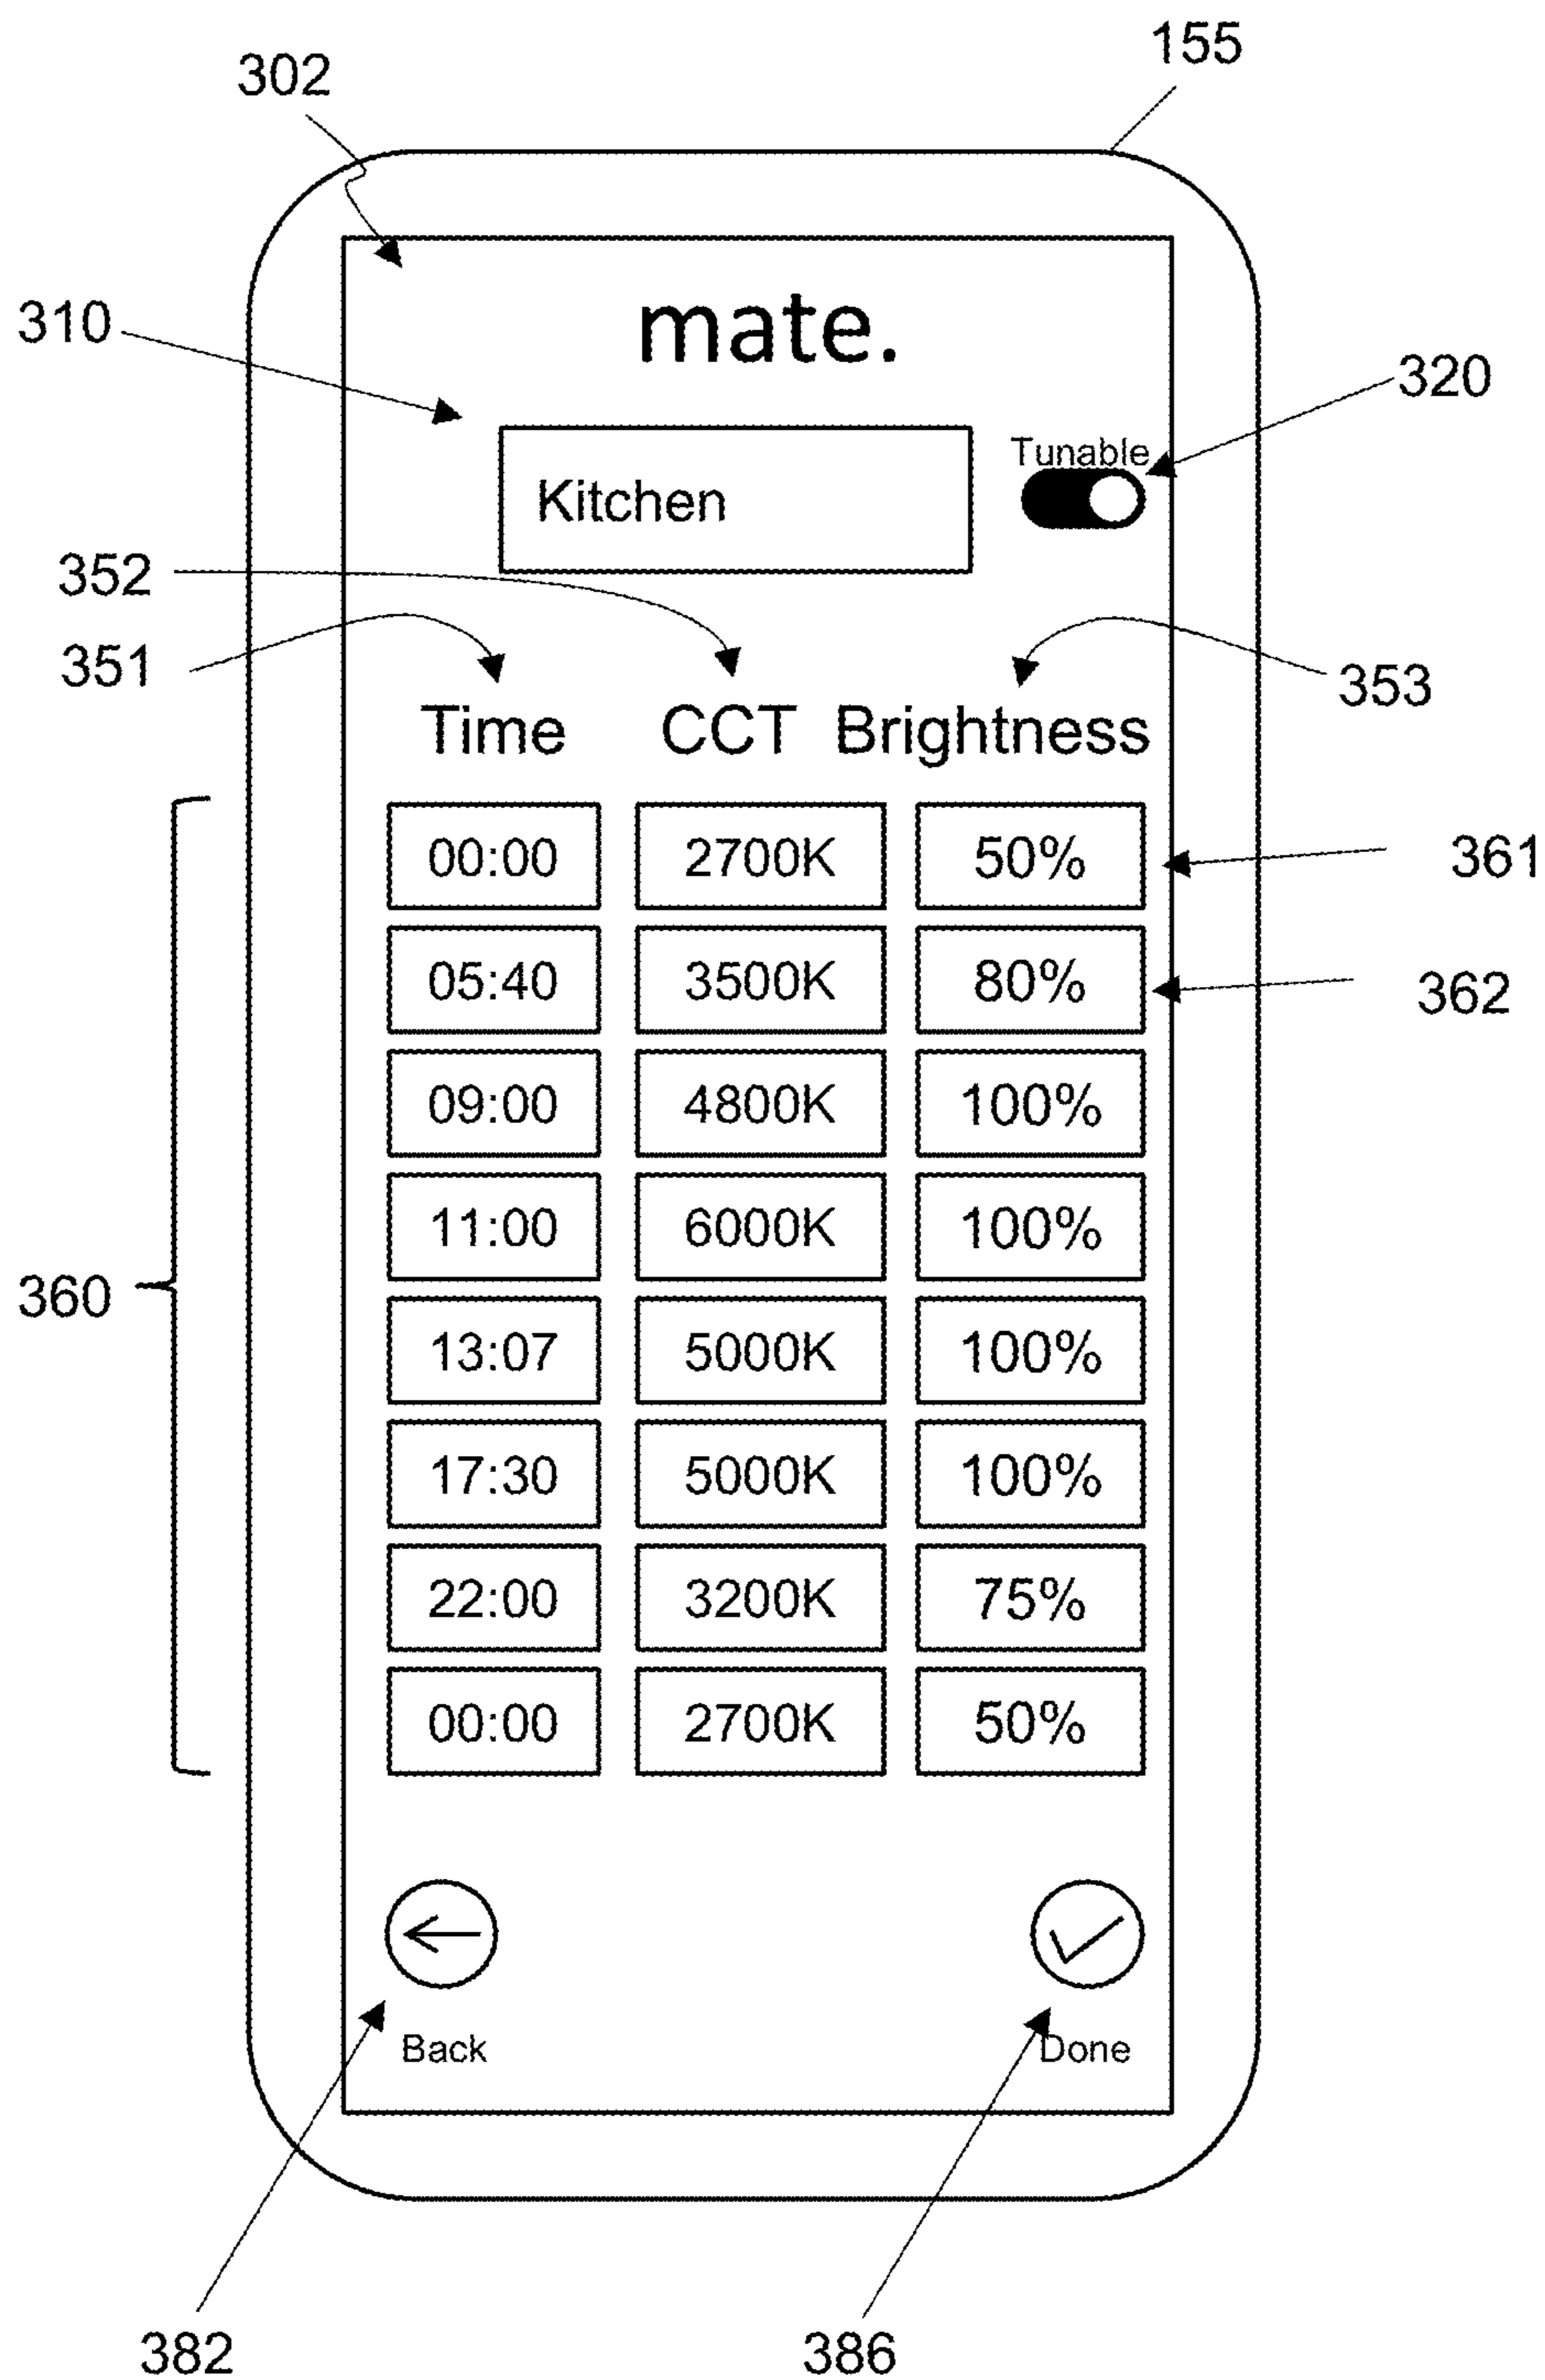 155
302
mate.
310
320
Tunable
Kitchen
352
351
353
Time CCT Brightness
00:00 2700K 50% 361
05:40 3500K 80% 362
09:00 4800K 100%
11:00 6000K 100%
360
13:07 5000K 100%
17:30 5000K 100%
22:00 3200K 75%
00:00 2700K 50%
Back Done
382 386